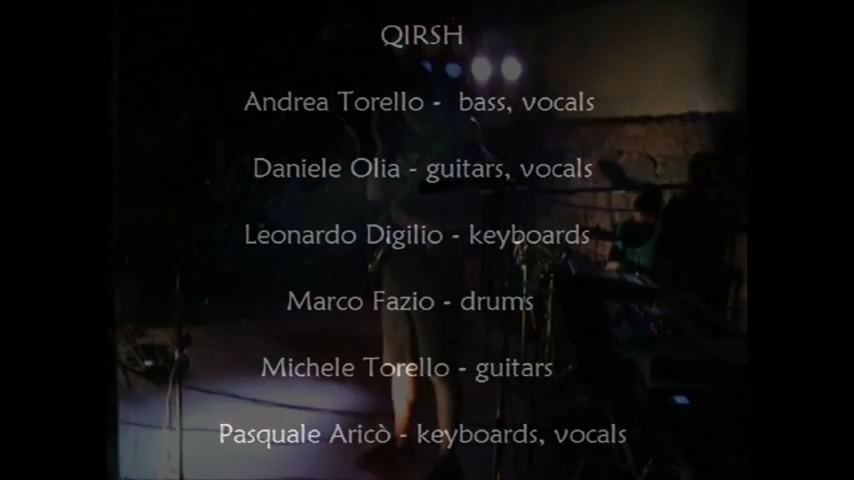 QIRSH
Andrea Torello - bass, vocals
Daniele Olia - guitars, vocals
Leonardo Digilio - keyboards
Marco Fazio - drums
Michele Torello - guitars
Pasquale Aricò - keyboards, vocals